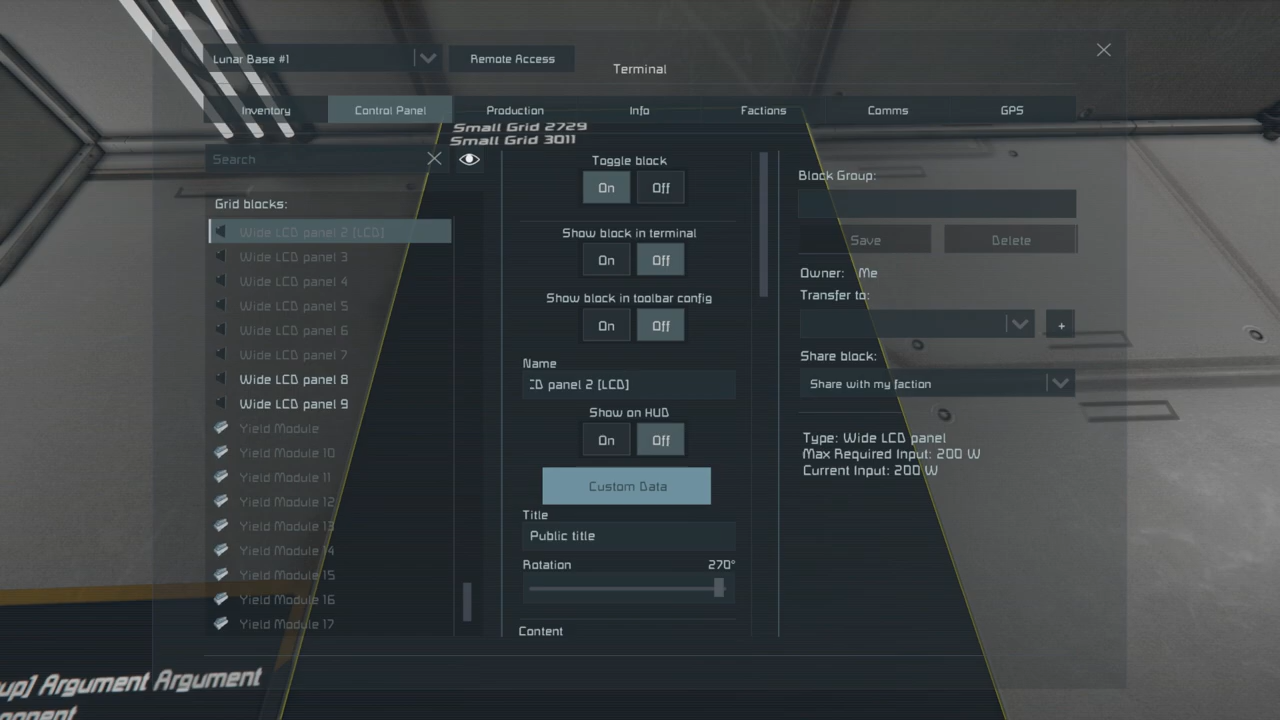 Lunar Base #1
Remote Access
Terminal
Inventory
Control Panel
Production
Info
Factions
Comms
GPS
Small Grid 2729
Small Grid 3011
Search
Grid blocks:
Wide LCD panel 2 [LCD]
Wide LCD panel 3
Wide LCD panel 4
Wide LCD panel 5
Wide LCD panel 6
Wide LCD panel 7
Wide LCD panel 8
Wide LCD panel 9
Yield Module
Yield Module 10
Yield Module 11
Yield Module 12
Yield Module 13
Yield Module 14
Yield Module 15
Yield Module 16
Yield Module 17
Toggle block
On Off
Show block in terminal
On Off
Show block in toolbar config
On Off
Name
CD panel 2 [LCD]
Show on HUD
On Off
Custom Data
Title
Public title
Rotation 270°
Content
Block Group:
Save Delete
Owner: Me
Transfer to:
+
Share block:
Share with my faction
Type: Wide LCD panel
Max Required Input: 200 W
Current Input: 200 W
up] Argument Argument